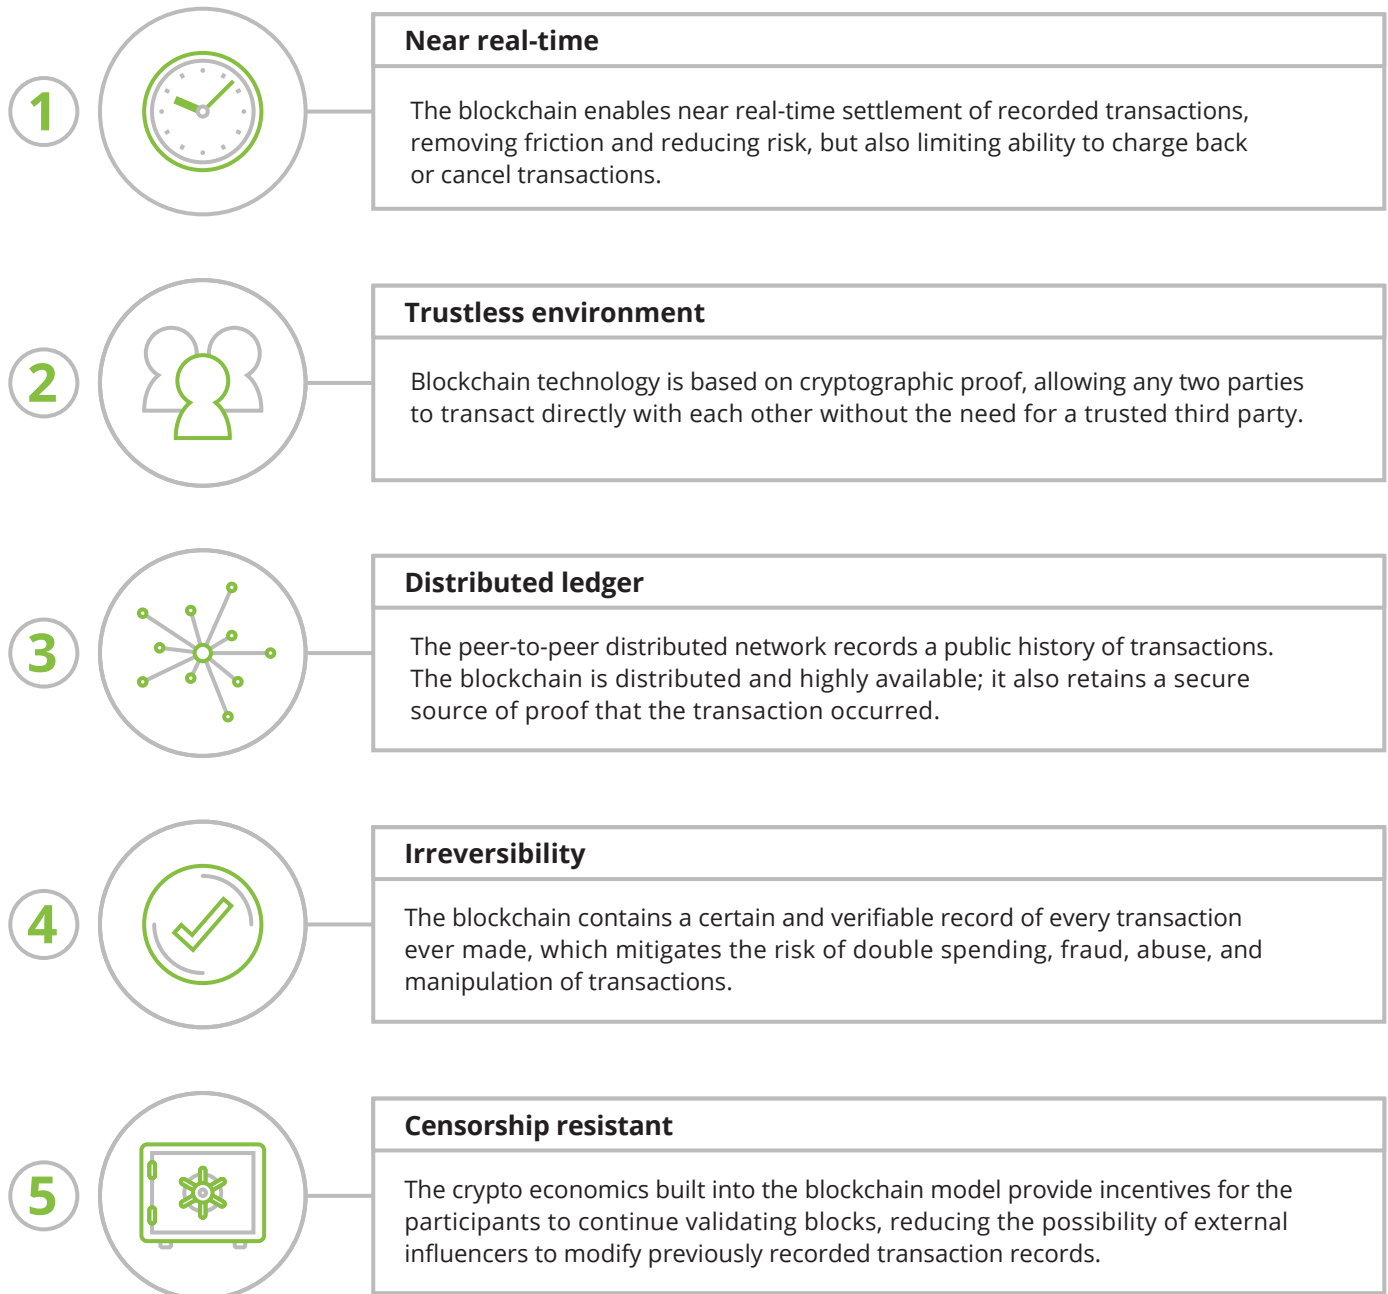 1
Near real-time
The blockchain enables near real-time settlement of recorded transactions,
removing friction and reducing risk, but also limiting ability to charge back
or cancel transactions.
2
Trustless environment
Blockchain technology is based on cryptographic proof, allowing any two parties
to transact directly with each other without the need for a trusted third party.
3
Distributed ledger
The peer-to-peer distributed network records a public history of transactions.
The blockchain is distributed and highly available; it also retains a secure
source of proof that the transaction occurred.
4
Irreversibility
The blockchain contains a certain and verifiable record of every transaction
ever made, which mitigates the risk of double spending, fraud, abuse, and
manipulation of transactions.
5
Censorship resistant
The crypto economics built into the blockchain model provide incentives for the
participants to continue validating blocks, reducing the possibility of external
influencers to modify previously recorded transaction records.